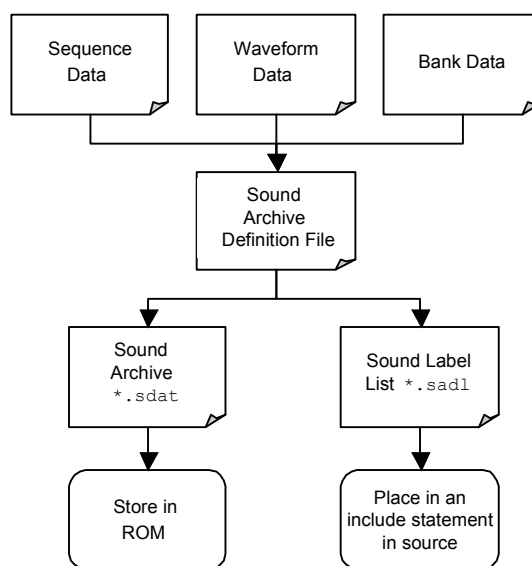 Sequence
Data
Waveform
Data
Bank Data
Sound
Archive
Definition File
Sound
Archive
*.sdat
Sound Label
List *.sadl
Store in
ROM
Place in an
include statement
in source